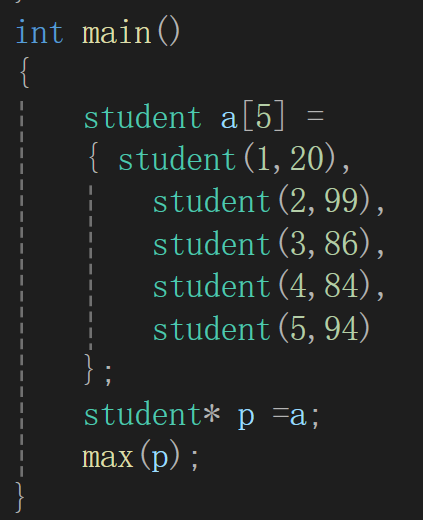 int main()
{
student a[5] =
{ student(1,20),
student(2,99),
student(3,86),
student(4,84),
student(5,94)
};
student* p =a;
max(p);
}